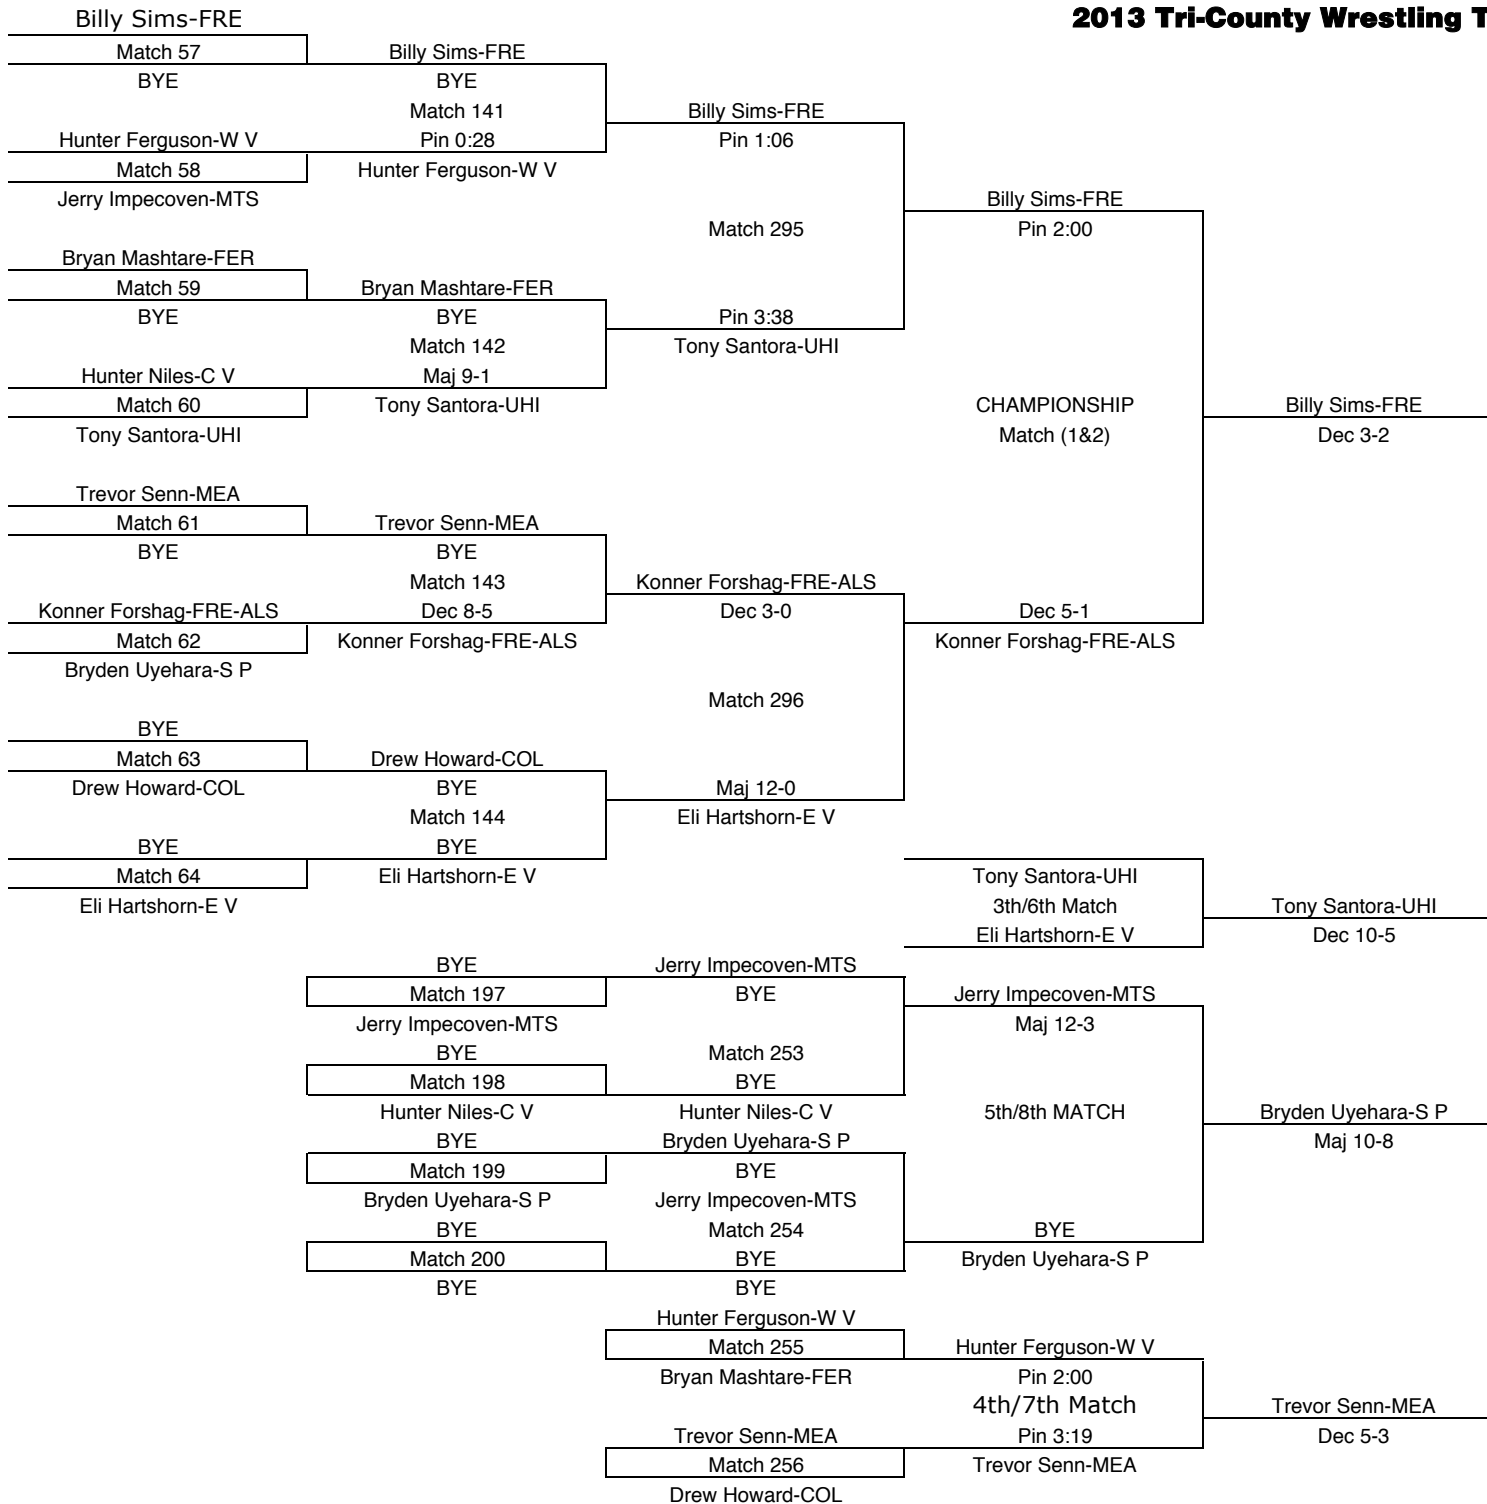 Billy Sims-FRE 2013 Tri-County Wrestling T
Match 57 Billy Sims-FRE
BYE BYE
Match 141 Billy Sims-FRE
Hunter Ferguson-W V Pin 0:28 Pin 1:06
Match 58 Hunter Ferguson-W V
Jerry Impecoven-MTS Billy Sims-FRE
Match 295 Pin 2:00
Bryan Mashtare-FER
Match 59 Bryan Mashtare-FER
BYE BYE Pin 3:38
Match 142 Tony Santora-UHI
Hunter Niles-C V Maj 9-1
Match 60 Tony Santora-UHI CHAMPIONSHIP Billy Sims-FRE
Tony Santora-UHI Match (1&2) Dec 3-2
Trevor Senn-MEA
Match 61 Trevor Senn-MEA
BYE BYE
Match 143 Konner Forshag-FRE-ALS
Konner Forshag-FRE-ALS Dec 8-5 Dec 3-0 Dec 5-1
Match 62 Konner Forshag-FRE-ALS Konner Forshag-FRE-ALS
Bryden Uyehara-S P
Match 296
BYE
Match 63 Drew Howard-COL
Drew Howard-COL BYE Maj 12-0
Match 144 Eli Hartshorn-E V
BYE BYE
Match 64 Eli Hartshorn-E V Tony Santora-UHI
Eli Hartshorn-E V 3th/6th Match Tony Santora-UHI
Eli Hartshorn-E V Dec 10-5
BYE Jerry Impecoven-MTS
Match 197 BYE Jerry Impecoven-MTS
Jerry Impecoven-MTS Maj 12-3
BYE Match 253
Match 198 BYE
Hunter Niles-C V Hunter Niles-C V 5th/8th MATCH Bryden Uyehara-S P
BYE Bryden Uyehara-S P Maj 10-8
Match 199 BYE
Bryden Uyehara-S P Jerry Impecoven-MTS
BYE Match 254 BYE
Match 200 BYE Bryden Uyehara-S P
BYE BYE
Hunter Ferguson-W V
Match 255 Hunter Ferguson-W V
Bryan Mashtare-FER Pin 2:00
4th/7th Match Trevor Senn-MEA
Trevor Senn-MEA Pin 3:19 Dec 5-3
Match 256 Trevor Senn-MEA
Drew Howard-COL